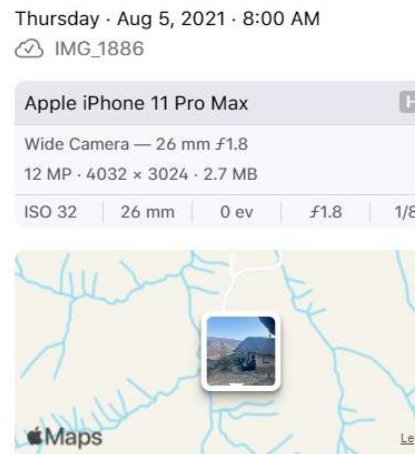 Thursday · Aug 5, 2021 · 8:00 AM
IMG_1886
Apple iPhone 11 Pro Max
Wide Camera — 26 mm ƒ1.8
12 MP · 4032 × 3024 · 2.7 MB
ISO 32 26 mm 0 ev ƒ1.8
Maps